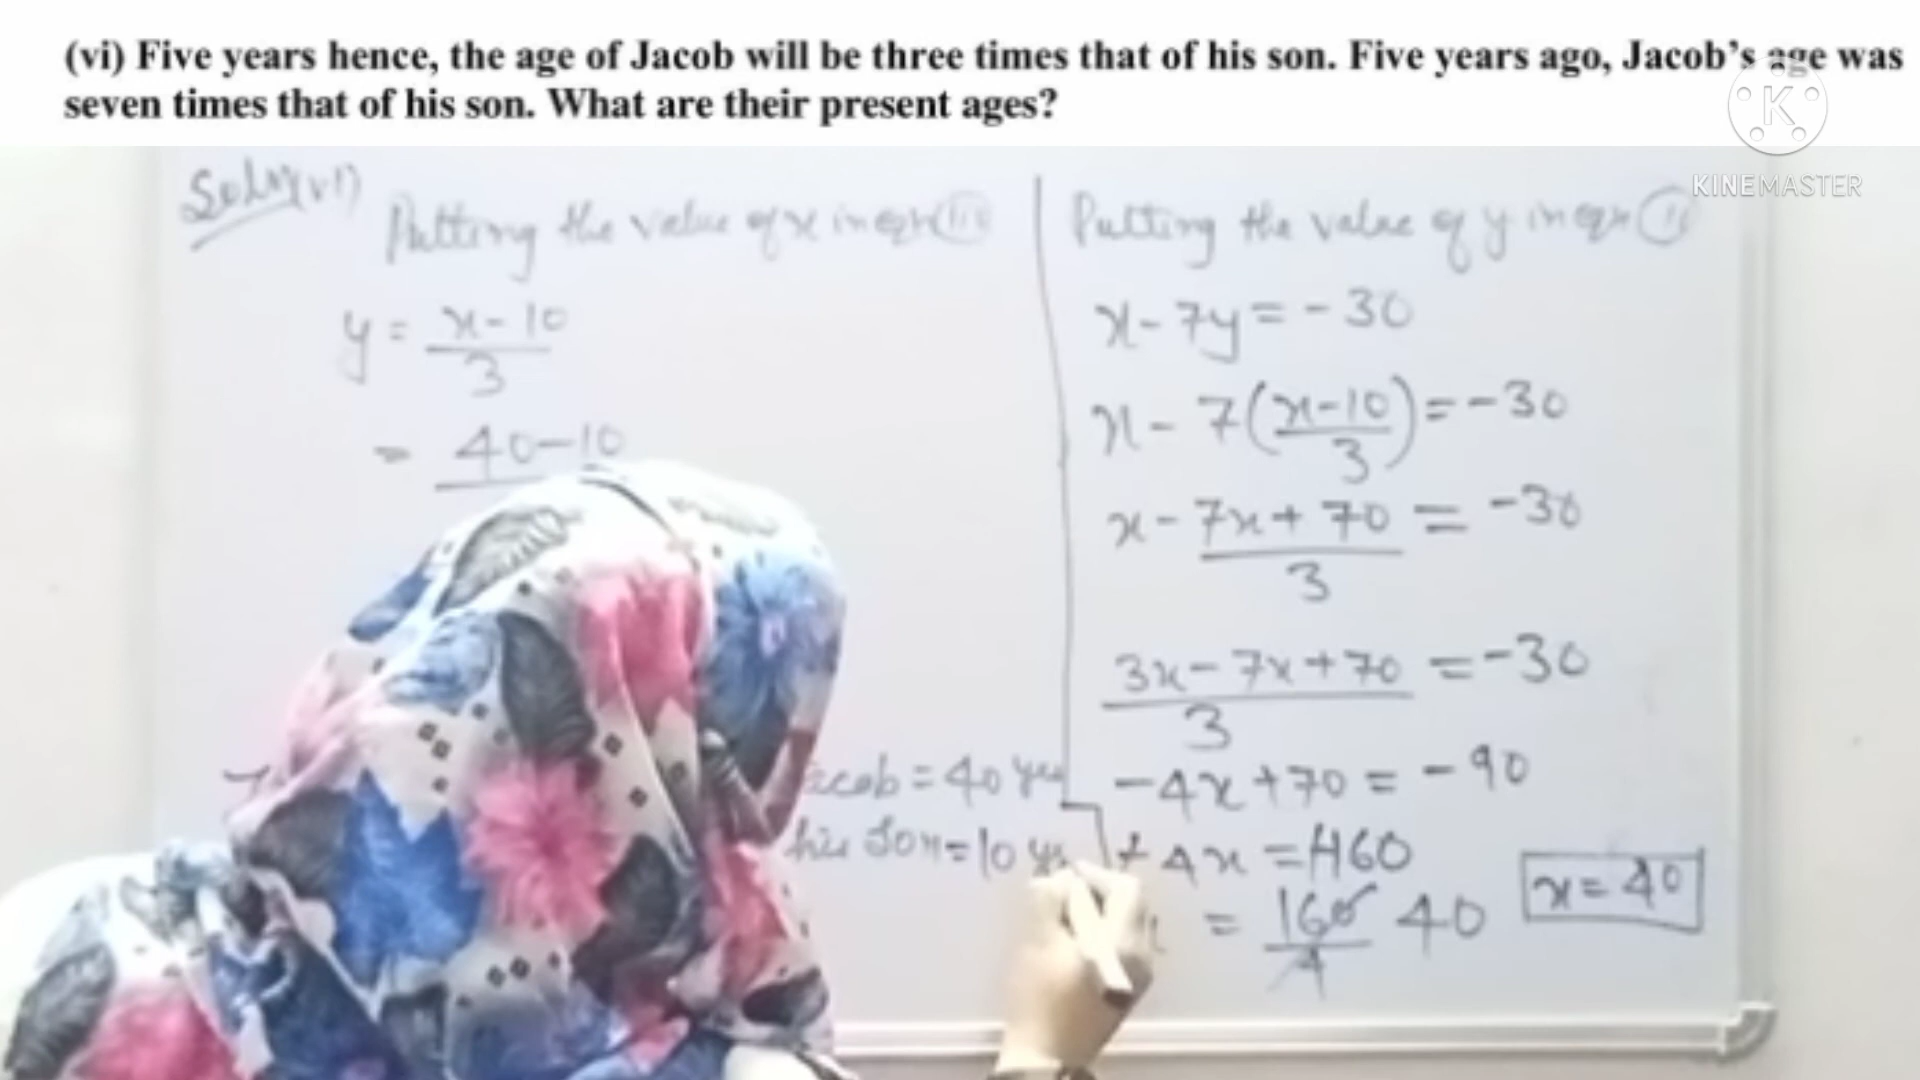 (vi) Five years hence, the age of Jacob will be three times that of his son. Five years ago, Jacob's age was
seven times that of his son. What are their present ages?
K
KINEMASTER
Soln(vi)
Putting the value of x in eqn (iii)
y = x-10/3
= 40-10
acob = 40 yrs
his Son = 10 yrs
Putting the value of y in eqn (ii)
x - 7y = -30
x - 7(x-10/3) = -30
x - 7x + 70/3 = -30
3x - 7x + 70/3 = -30
-4x + 70 = -90
+4x = +160
= 160/4 40
x = 40